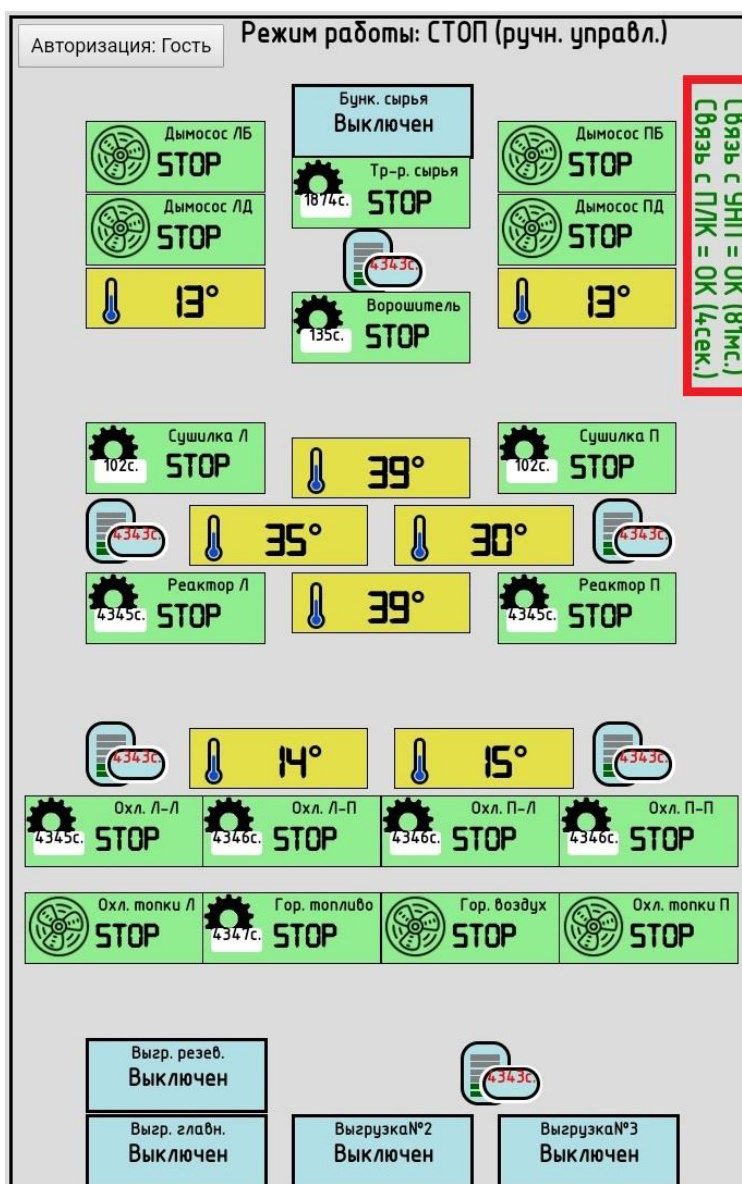 Авторизация: Гость
Режим работы: СТОП (ручн. управл.)
Связь с ЧНП = ОК (81мс.)
Связь с ПЛК = ОК (4сек.)
Дымосос ЛБ
STOP
Бунк. сырья
Выключен
Дымосос ПБ
STOP
Дымосос ЛД
STOP
Тр-р. сырья
1874с.
STOP
Дымосос ПД
STOP
4343с.
13°
Ворошитель
135с.
STOP
13°
Сушилка Л
102с.
STOP
39°
Сушилка П
102с.
STOP
4343с.
35°
30°
4343с.
Реактор Л
4345с.
STOP
39°
Реактор П
4345с.
STOP
4343с.
14°
15°
4343с.
Охл. Л-Л
4345с.
STOP
Охл. Л-П
4346с.
STOP
Охл. П-Л
4346с.
STOP
Охл. П-П
4346с.
STOP
Охл. топки Л
STOP
Гор. топливо
4347с.
STOP
Гор. воздух
STOP
Охл. топки П
STOP
Выгр. резев.
Выключен
4343с.
Выгр. главн.
Выключен
Выгрузка№2
Выключен
Выгрузка№3
Выключен